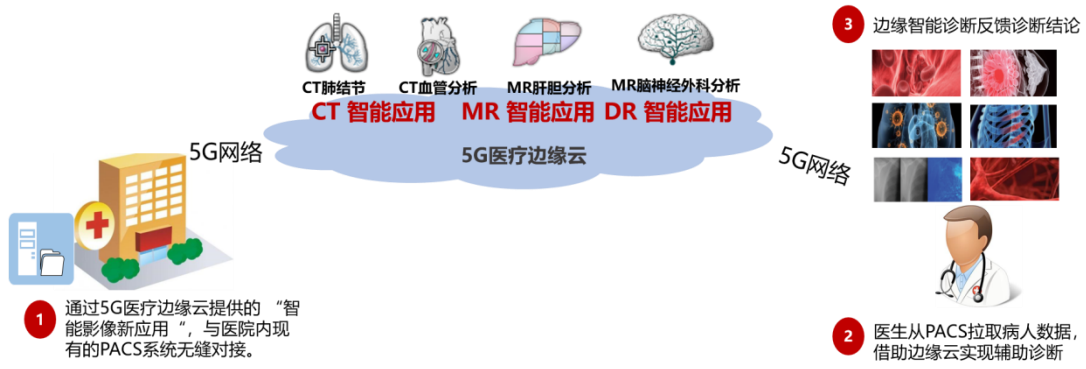 3 边缘智能诊断反馈诊断结论
CT肺结节 CT血管分析 MR肝胆分析 MR脑神经外科分析
CT 智能应用 MR 智能应用 DR 智能应用
5G网络 5G医疗边缘云 5G网络
1 通过5G医疗边缘云提供的 “智
能影像新应用“，与医院内现
有的PACS系统无缝对接。
2 医生从PACS拉取病人数据，
借助边缘云实现辅助诊断